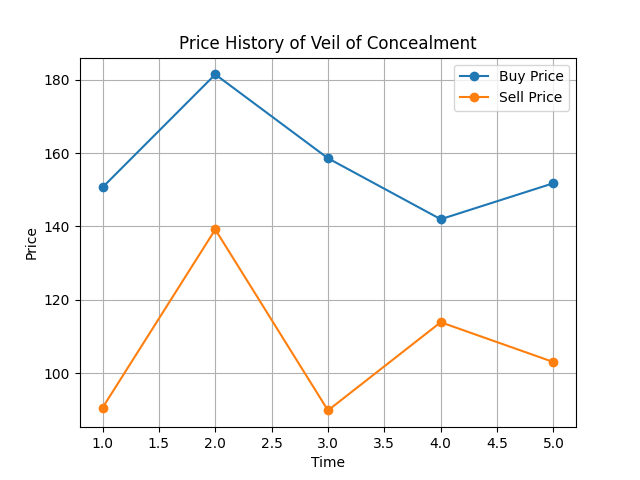 Price History of Veil of Concealment
Buy Price
Sell Price
Price
180
160
140
120
100
1.0 1.5 2.0 2.5 3.0 3.5 4.0 4.5 5.0
Time